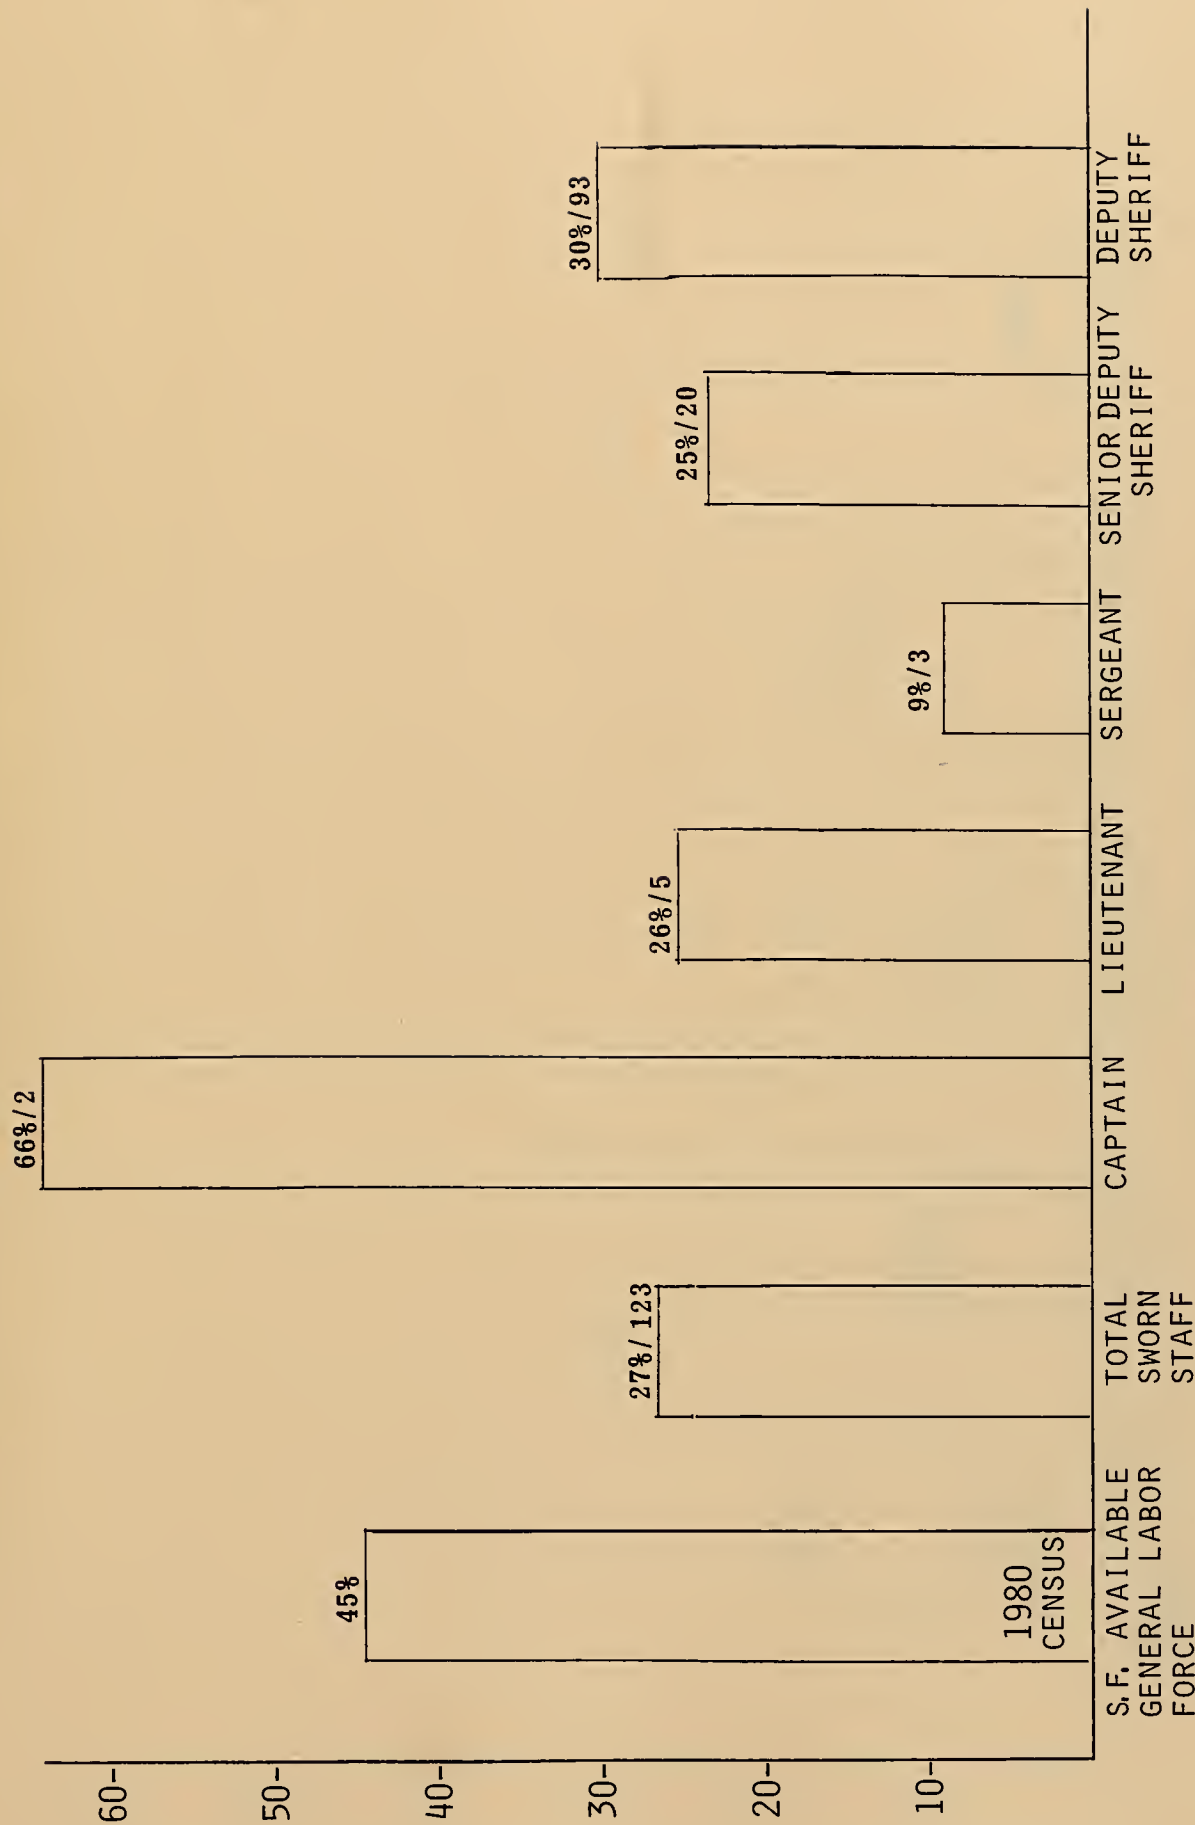 60-
50-
40-
30-
20-
10-
45%
27%/123
66%/2
26%/5
9%/3
25%/20
30%/93
1980
CENSUS
S.F. AVAILABLE
GENERAL LABOR
FORCE
TOTAL
SWORN
STAFF
CAPTAIN
LIEUTENANT
SERGEANT
SENIOR DEPUTY
SHERIFF
DEPUTY
SHERIFF